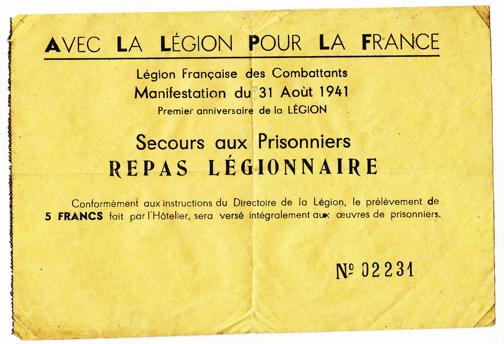 AVEC LA LÉGION POUR LA FRANCE
Légion Française des Combattants
Manifestation du 31 Août 1941
Premier anniversaire de la LÉGION
Secours aux Prisonniers
REPAS LÉGIONNAIRE
Conformément aux instructions du Directoire de la Légion, le prélèvement de
5 FRANCS fait par l'Hôtelier, sera versé intégralement aux œuvres de prisonniers.
Nº 02231